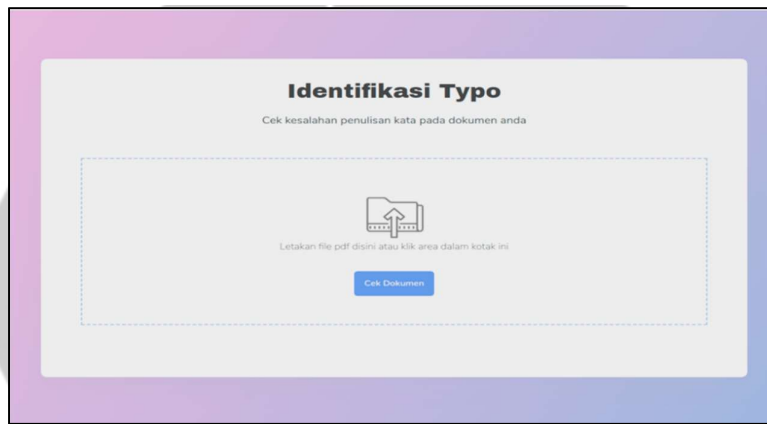 Identifikasi Typo
Cek kesalahan penulisan kata pada dokumen anda
Letakan file pdf disini atau klik area dalam kotak ini
Cek Dokumen